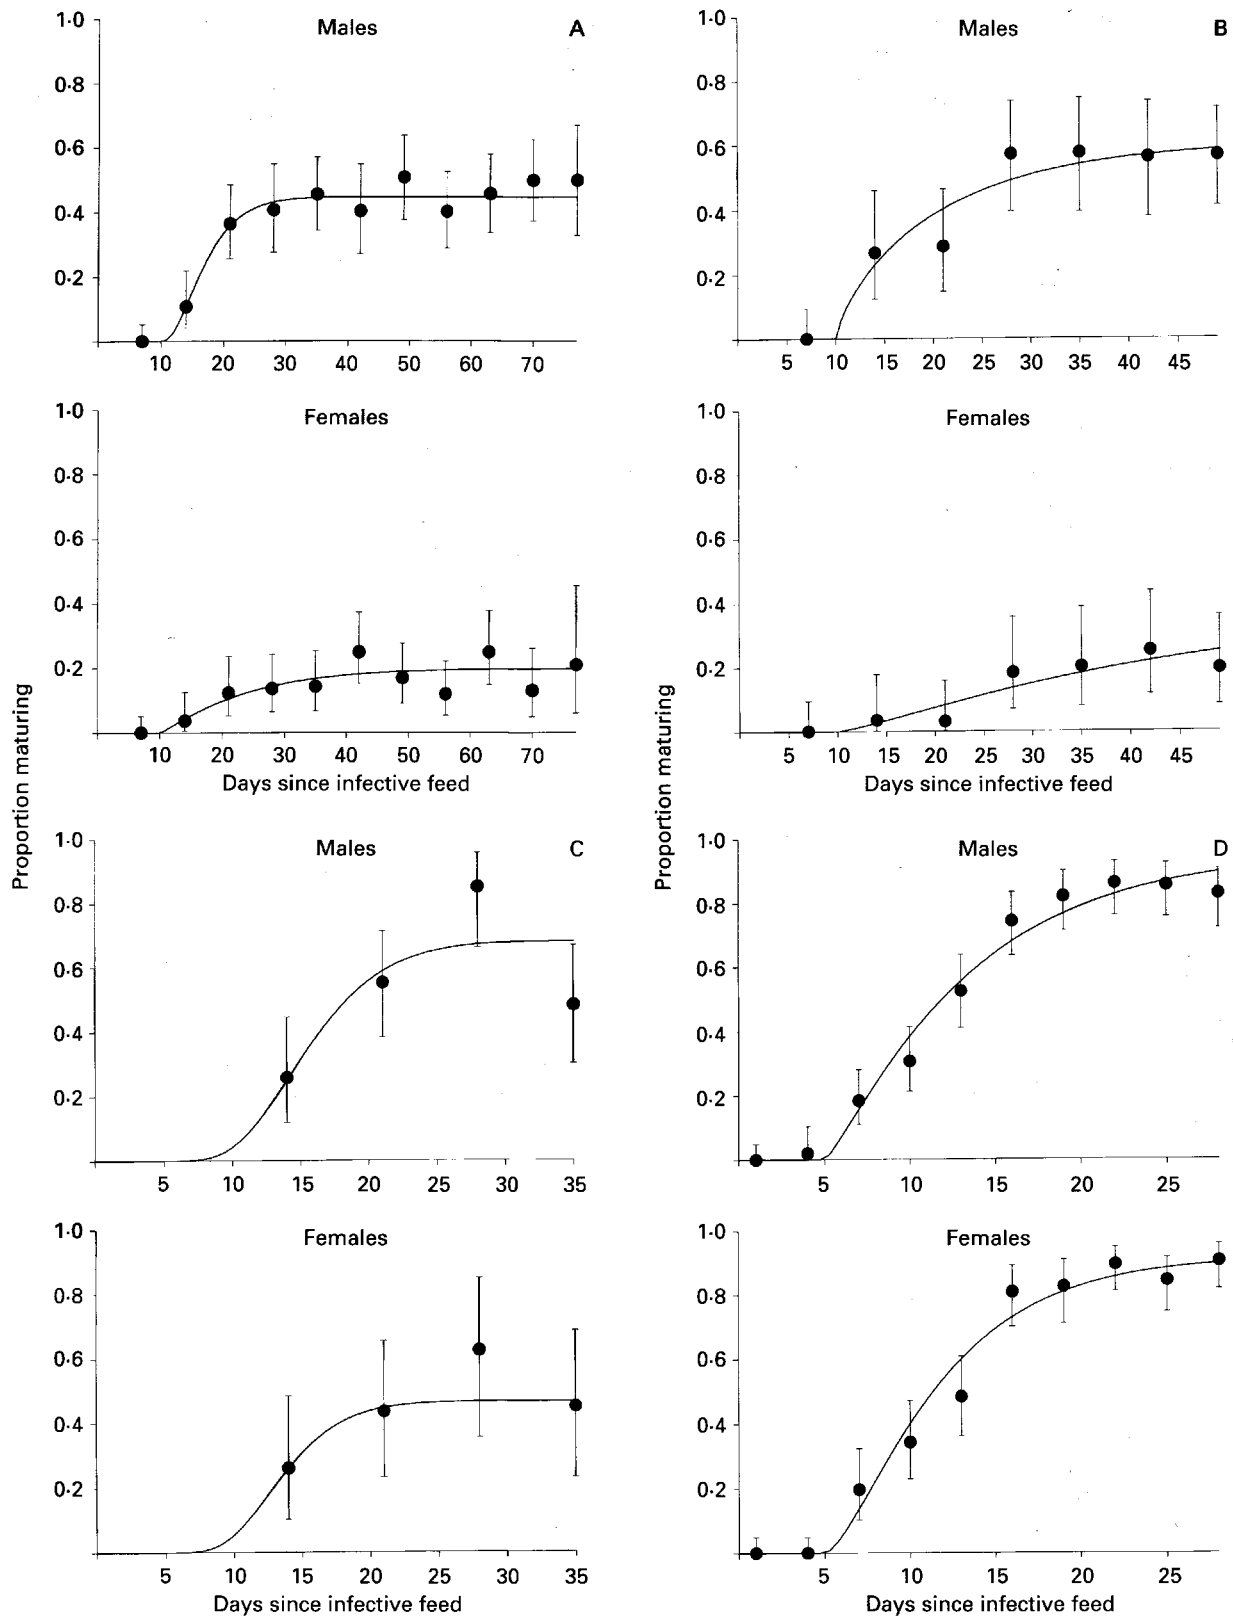 Males A
1·0
0·8
0·6
0·4
0·2
10 20 30 40 50 60 70
Males B
1·0
0·8
0·6
0·4
0·2
5 10 15 20 25 30 35 40 45
Females
1·0
0·8
0·6
0·4
0·2
10 20 30 40 50 60 70
Days since infective feed
Females
1·0
0·8
0·6
0·4
0·2
5 10 15 20 25 30 35 40 45
Days since infective feed
Proportion maturing
Proportion maturing
Males C
1·0
0·8
0·6
0·4
0·2
5 10 15 20 25 30 35
Males D
1·0
0·8
0·6
0·4
0·2
5 10 15 20 25
Females
1·0
0·8
0·6
0·4
0·2
5 10 15 20 25 30 35
Days since infective feed
Females
1·0
0·8
0·6
0·4
0·2
5 10 15 20 25
Days since infective feed